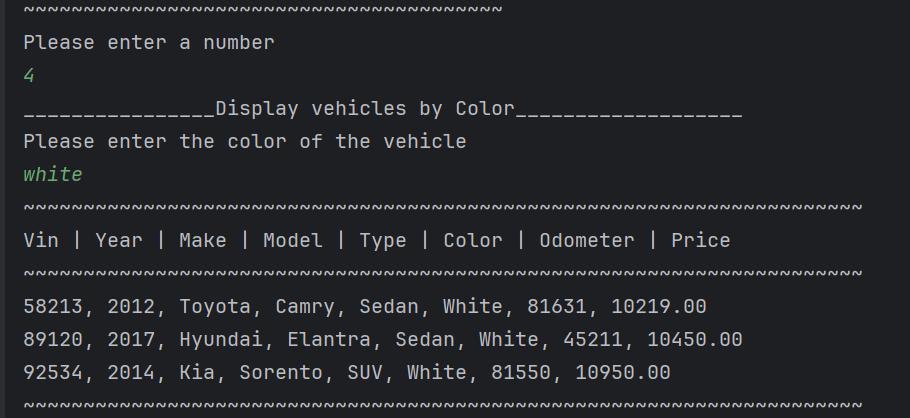 ~~~~~~~~~~~~~~~~~~~~~~~~~~~~~~~~~~~~~~~~
Please enter a number
4
________________Display vehicles by Color___________________
Please enter the color of the vehicle
white
~~~~~~~~~~~~~~~~~~~~~~~~~~~~~~~~~~~~~~~~~~~~~~~~~~~~~~~~~~~~~~~~~~~~~~
Vin | Year | Make | Model | Type | Color | Odometer | Price
~~~~~~~~~~~~~~~~~~~~~~~~~~~~~~~~~~~~~~~~~~~~~~~~~~~~~~~~~~~~~~~~~~~~~~
58213, 2012, Toyota, Camry, Sedan, White, 81631, 10219.00
89120, 2017, Hyundai, Elantra, Sedan, White, 45211, 10450.00
92534, 2014, Kia, Sorento, SUV, White, 81550, 10950.00
~~~~~~~~~~~~~~~~~~~~~~~~~~~~~~~~~~~~~~~~~~~~~~~~~~~~~~~~~~~~~~~~~~~~~~